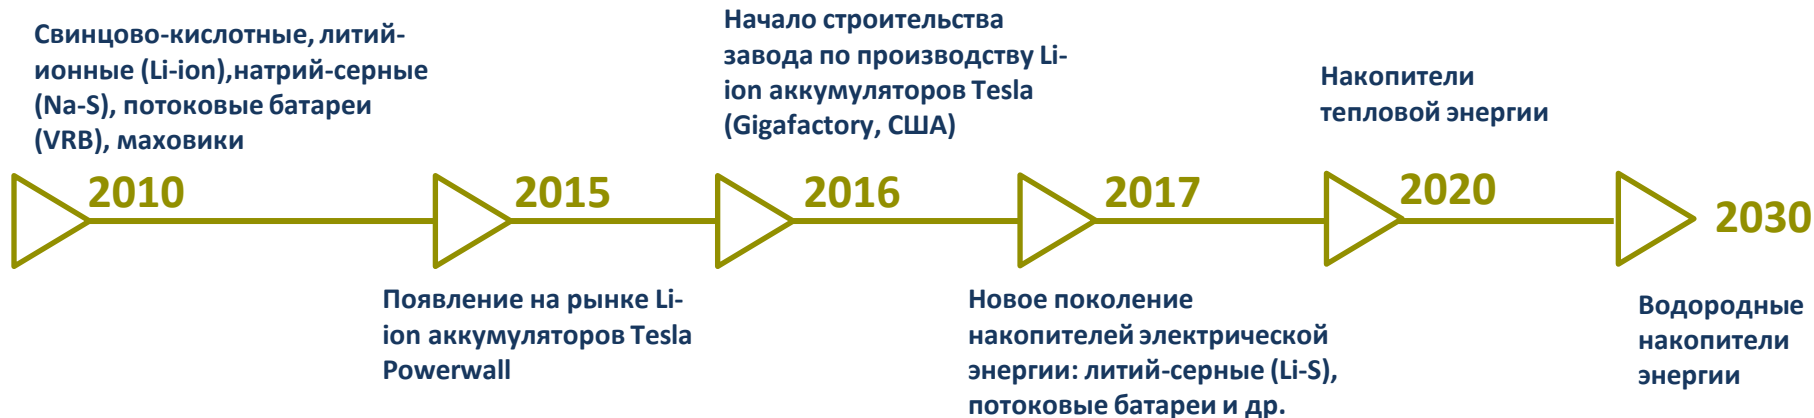 Свинцово-кислотные, литий-
ионные (Li-ion),натрий-серные
(Na-S), потоковые батареи
(VRB), маховики
2010
Появление на рынке Li-
ion аккумуляторов Tesla
Powerwall
2015
Начало строительства
завода по производству Li-
ion аккумуляторов Tesla
(Gigafactory, США)
2016
Новое поколение
накопителей электрической
энергии: литий-серные (Li-S),
потоковые батареи и др.
2017
Накопители
тепловой энергии
2020
2030
Водородные
накопители
энергии